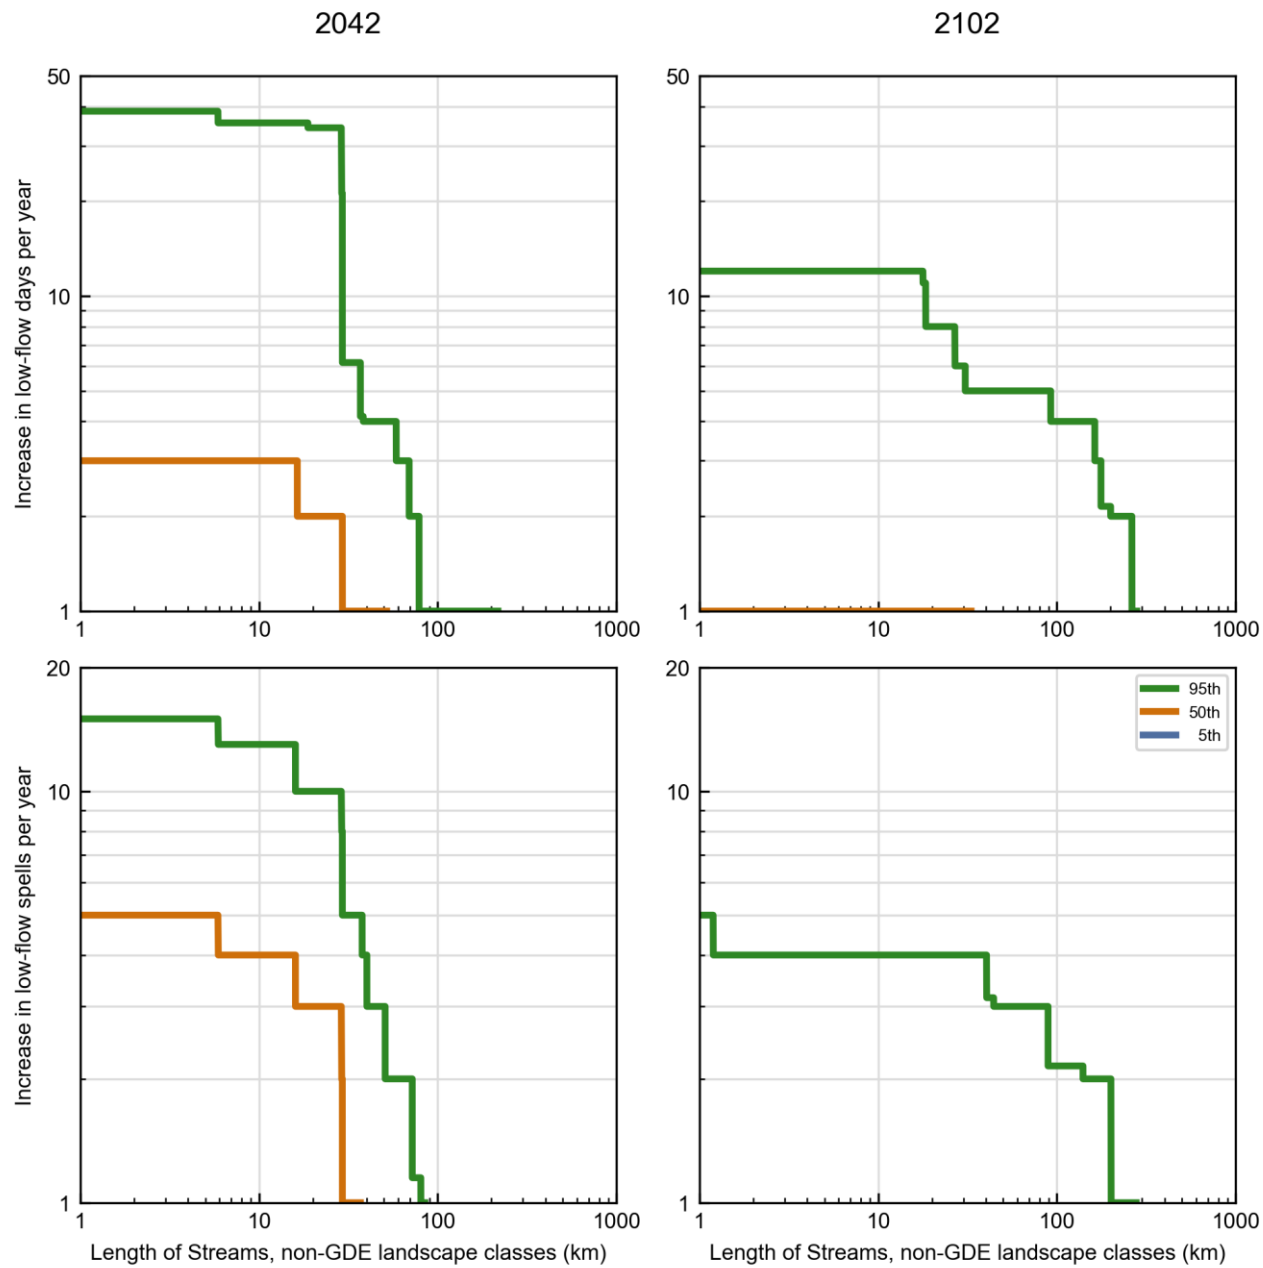 2042
2102
50
10
1
Increase in low-flow days per year
1 10 100 1000
50
10
1
1 10 100 1000
20
10
1
Increase in low-flow spells per year
1 10 100 1000
Length of Streams, non-GDE landscape classes (km)
20
10
1
95th
50th
5th
1 10 100 1000
Length of Streams, non-GDE landscape classes (km)